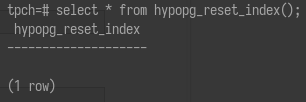 tpch=# select * from hypopg_reset_index();
 hypopg_reset_index
--------------------

(1 row)